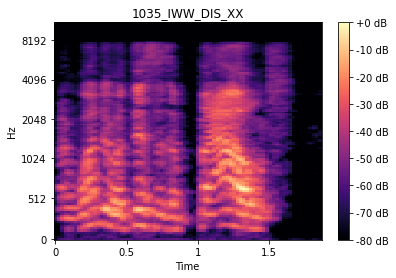 1035_IWW_DIS_XX
8192
4096
2048
1024
512
0
Hz
0
0.5
1
1.5
Time
+0 dB
-10 dB
-20 dB
-30 dB
-40 dB
-50 dB
-60 dB
-70 dB
-80 dB